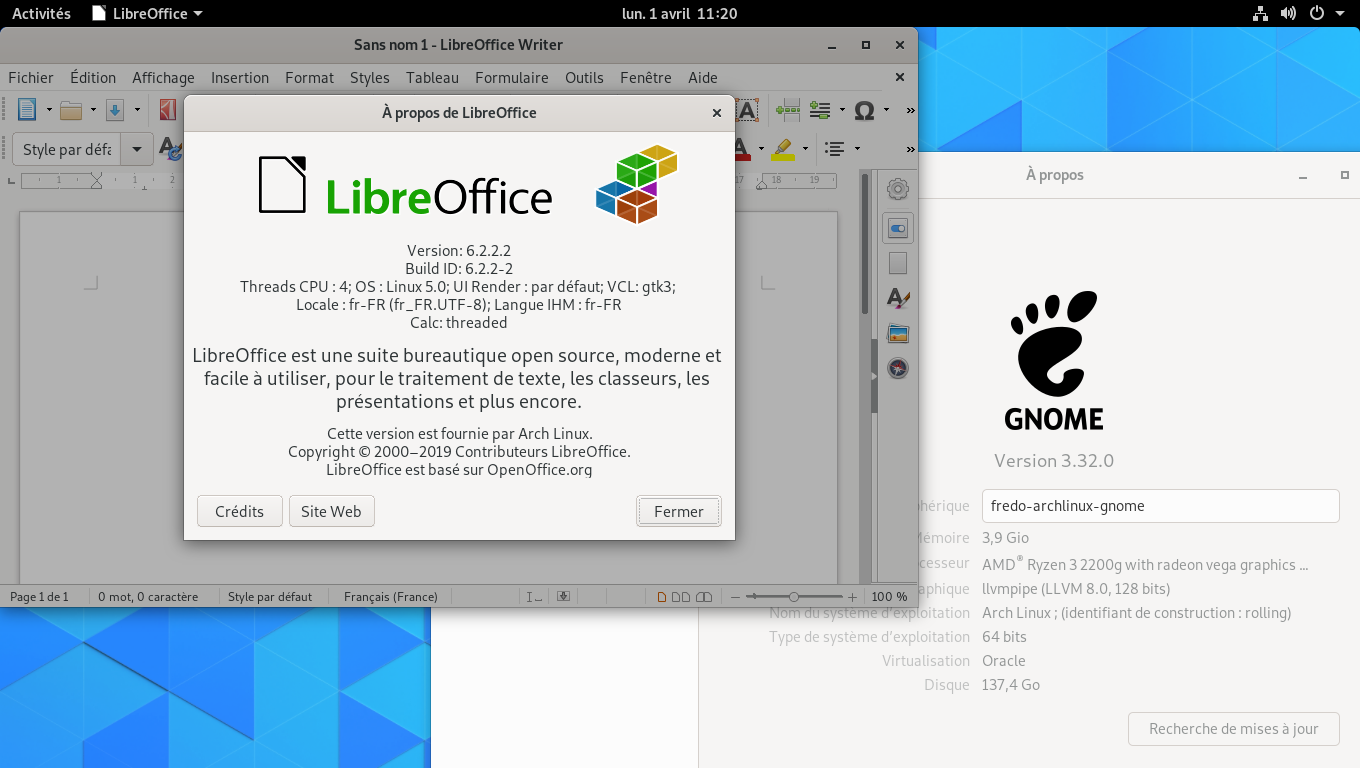 Activités
LibreOffice
lun. 1 avril 11:20
Sans nom 1 - LibreOffice Writer
Fichier Édition Affichage Insertion Format Styles Tableau Formulaire Outils Fenêtre Aide
Style par défa
1 1 2 17 18 19
À propos de LibreOffice
LibreOffice
Version: 6.2.2.2
Build ID: 6.2.2-2
Threads CPU : 4; OS : Linux 5.0; UI Render : par défaut; VCL: gtk3;
Locale : fr-FR (fr_FR.UTF-8); Langue IHM : fr-FR
Calc: threaded
LibreOffice est une suite bureautique open source, moderne et
facile à utiliser, pour le traitement de texte, les classeurs, les
présentations et plus encore.
Cette version est fournie par Arch Linux.
Copyright © 2000–2019 Contributeurs LibreOffice.
LibreOffice est basé sur OpenOffice.org
Crédits Site Web Fermer
Page 1 de 1 0 mot, 0 caractère Style par défaut Français (France) 100 %
À propos
GNOME
Version 3.32.0
hérique fredo-archlinux-gnome
Mémoire 3,9 Gio
cesseur AMD® Ryzen 3 2200g with radeon vega graphics ...
aphique llvmpipe (LLVM 8.0, 128 bits)
Nom du système d'exploitation Arch Linux ; (identifiant de construction : rolling)
Type de système d'exploitation 64 bits
Virtualisation Oracle
Disque 137,4 Go
Recherche de mises à jour